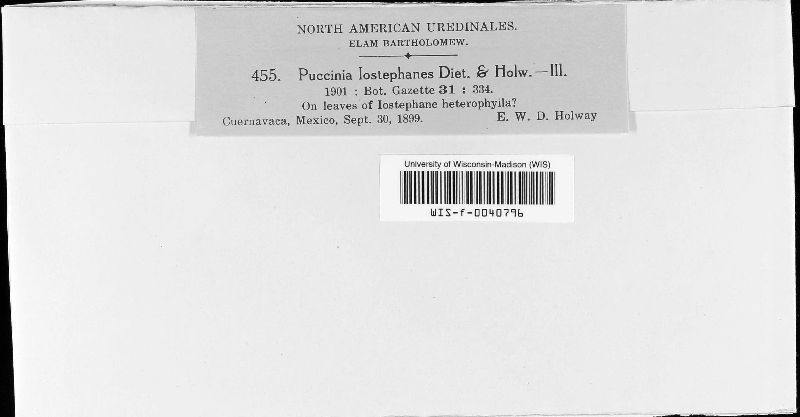 NORTH AMERICAN UREDINALES.
ELAM BARTHOLOMEW.
455. Puccinia Iostephanes Diet. & Holw.—III.
1901 : Bot. Gazette 31 : 334.
On leaves of Iostephane heterophylla?
Cuernavaca, Mexico, Sept. 30, 1899. E. W. D. Holway
University of Wisconsin-Madison (WIS)
WIS-f-0040796